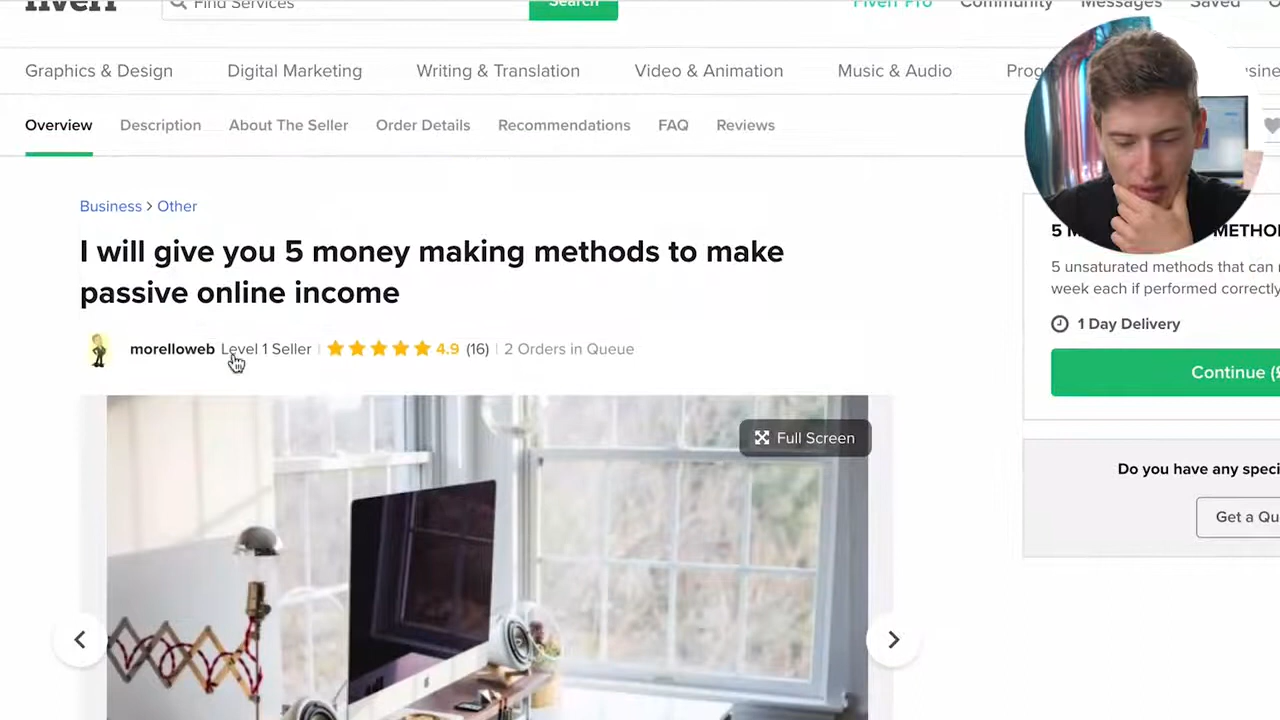 fiverr
Find Services
Search
Fiverr Pro
Community
Messages
Saved
Graphics & Design
Digital Marketing
Writing & Translation
Video & Animation
Music & Audio
Overview
Description
About The Seller
Order Details
Recommendations
FAQ
Reviews
Business > Other
I will give you 5 money making methods to make
passive online income
morelloweb Level 1 Seller | 4.9 (16) | 2 Orders in Queue
Full Screen
5
5 unsaturated methods that can
week each if performed correctly
1 Day Delivery
Continue
Do you have any
Get a